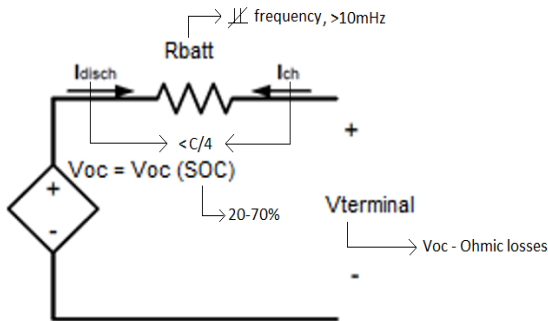 frequency, >10mHz
Rbatt
Idisch
Ich
<C/4
+
Voc = Voc (SOC)
+
20-70%
Vterminal
-
Voc - Ohmic losses
-